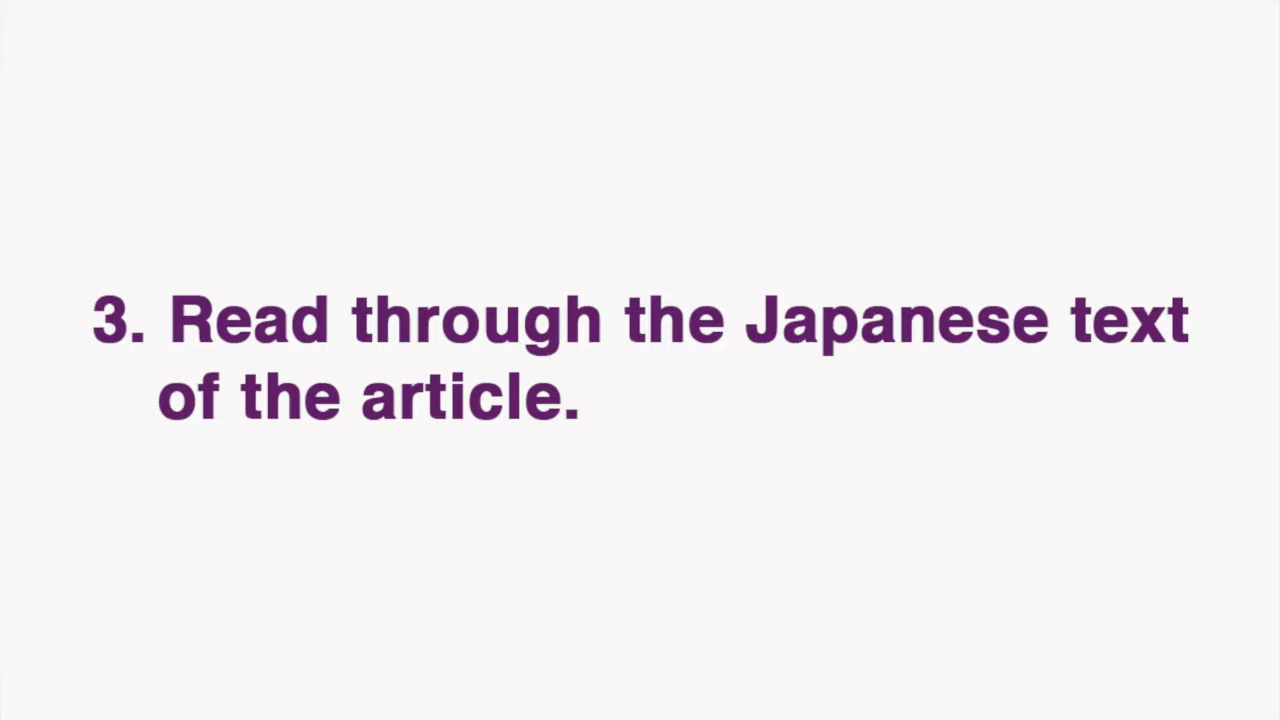 3. Read through the Japanese text
of the article.